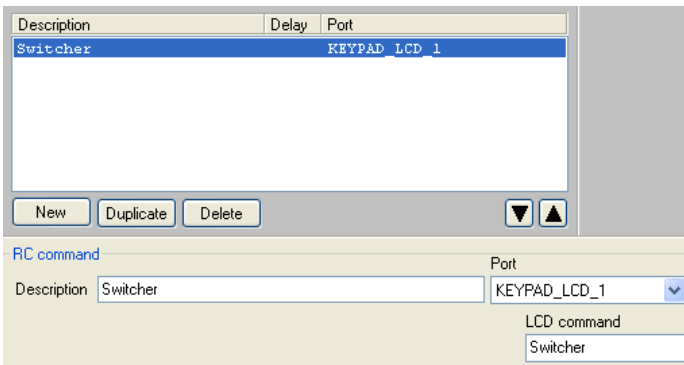 Description Delay Port
Switcher KEYPAD_LCD_1
New Duplicate Delete
RC command
Port
Description Switcher KEYPAD_LCD_1
LCD command
Switcher